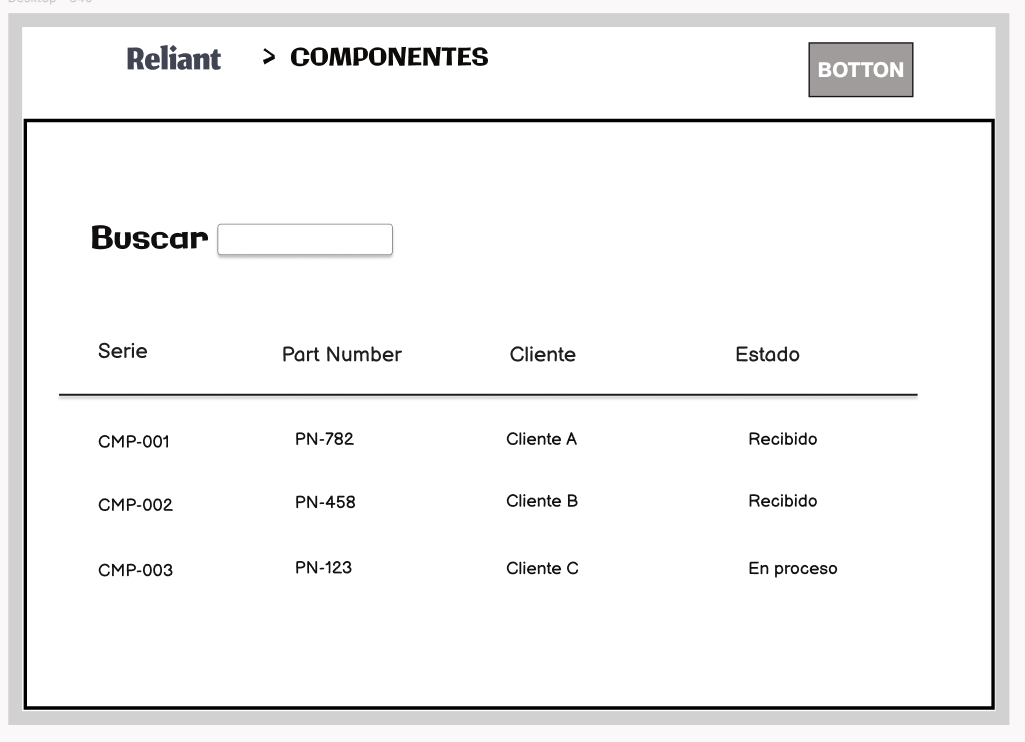 Reliant > COMPONENTES
BOTTON
Buscar
Serie Part Number Cliente Estado
CMP-001 PN-782 Cliente A Recibido
CMP-002 PN-458 Cliente B Recibido
CMP-003 PN-123 Cliente C En proceso